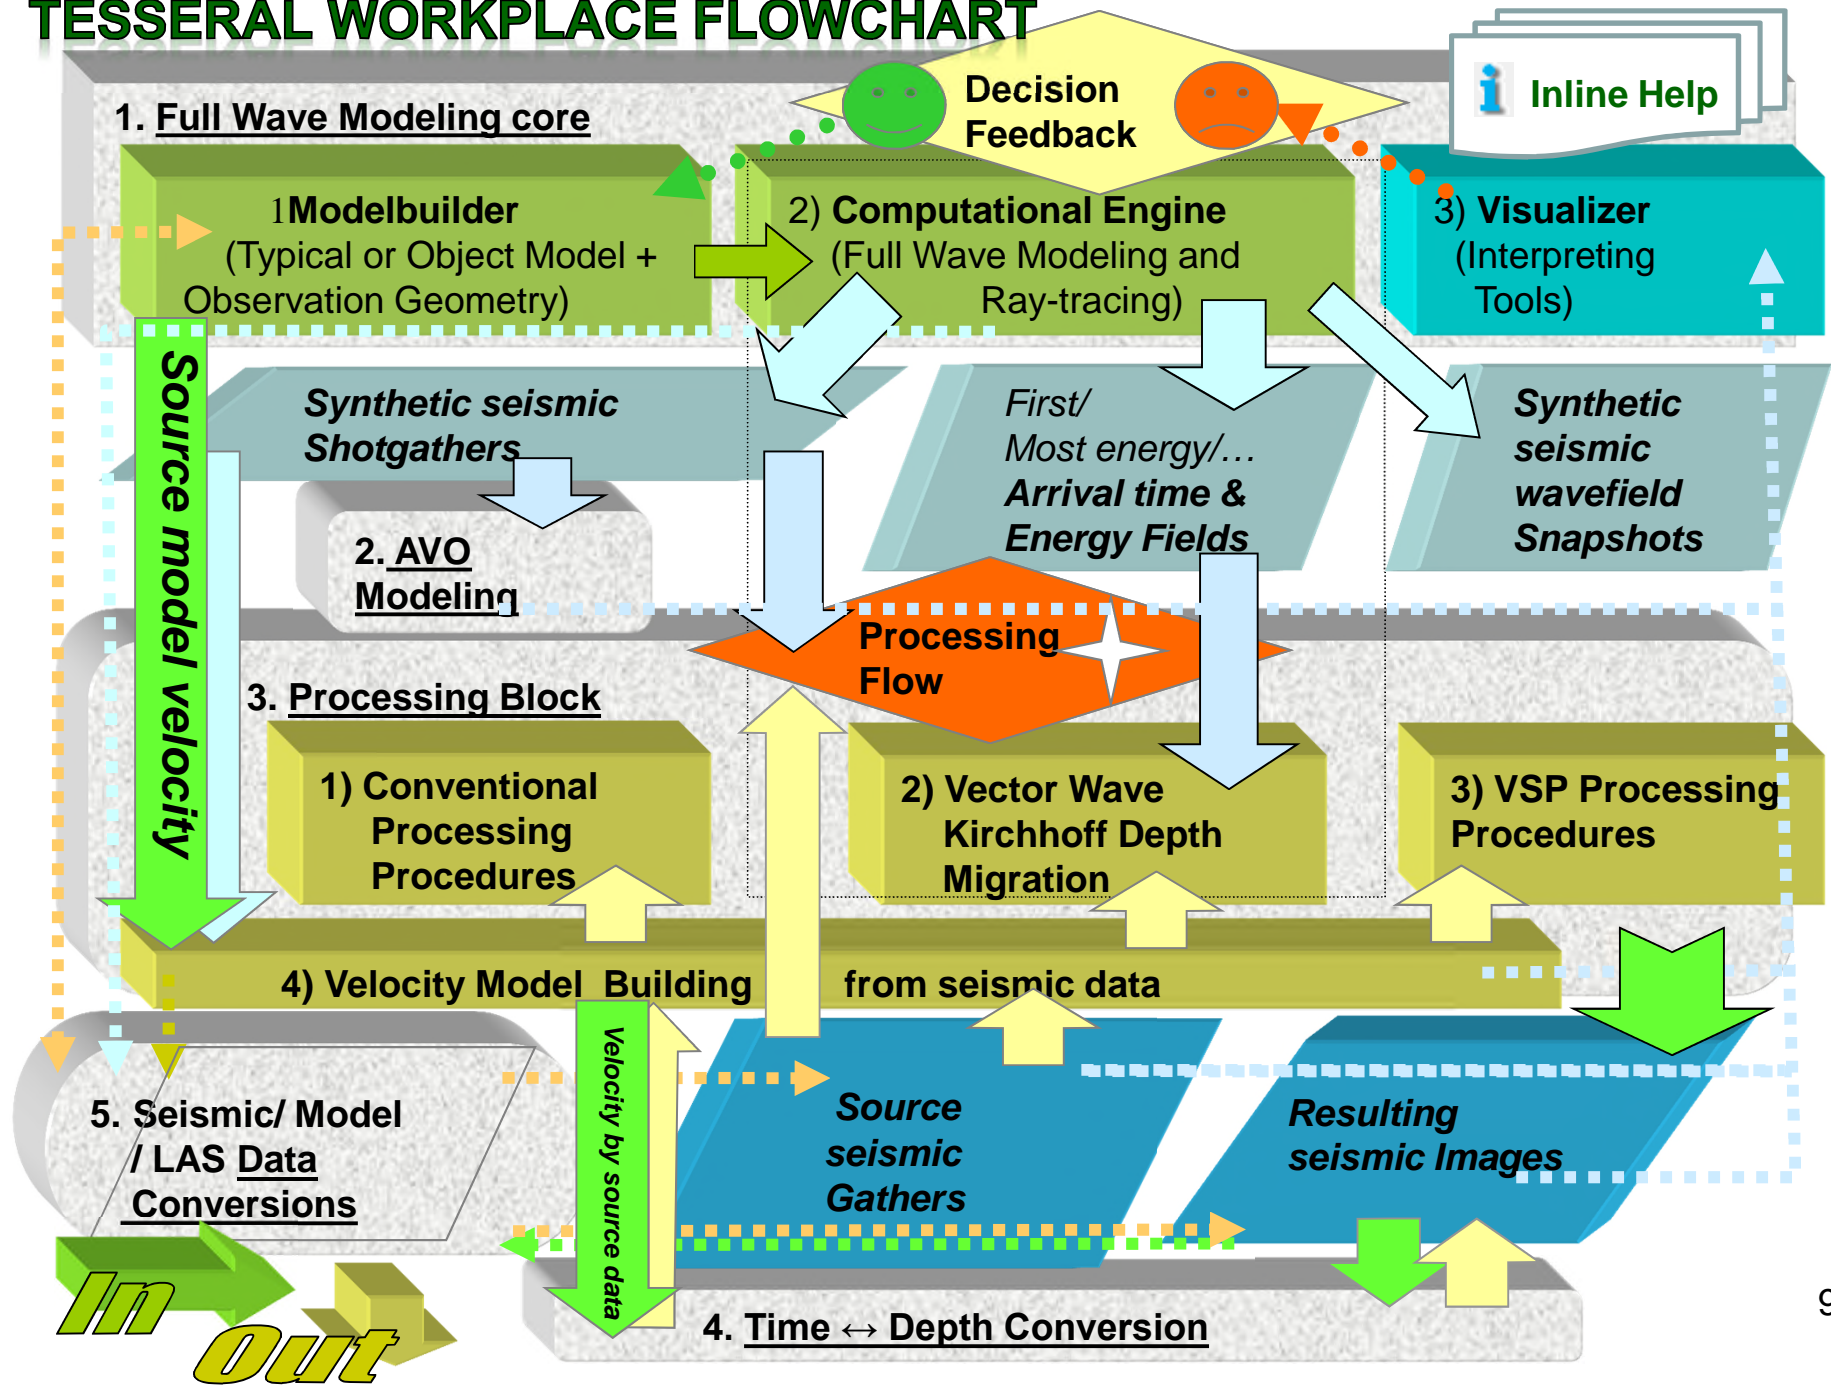 TESSERAL WORKPLACE FLOWCHART
Decision
Feedback
Inline Help
1. Full Wave Modeling core
1Modelbuilder
(Typical or Object Model +
Observation Geometry)
2) Computational Engine
(Full Wave Modeling and
Ray-tracing)
3) Visualizer
(Interpreting
Tools)
Source model velocity
Synthetic seismic
Shotgathers
First/
Most energy/…
Arrival time &
Energy Fields
Synthetic
seismic
wavefield
Snapshots
2. AVO
Modeling
Processing
Flow
3. Processing Block
1) Conventional
Processing
Procedures
2) Vector Wave
Kirchhoff Depth
Migration
3) VSP Processing
Procedures
4) Velocity Model Building from seismic data
Velocity by source data
5. Seismic/ Model
/ LAS Data
Conversions
Source
seismic
Gathers
Resulting
seismic Images
In
Out
4. Time ↔ Depth Conversion
9